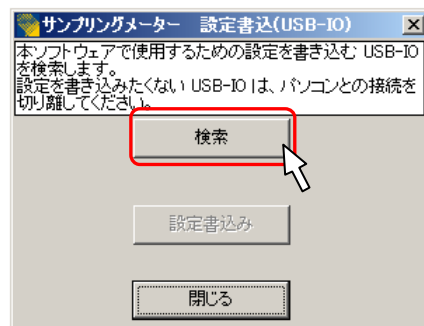 サンプリングメーター　設定書込(USB-IO)
本ソフトウェアで使用するための設定を書き込む USB-IO
を検索します。
設定を書き込みたくない USB-IO は、パソコンとの接続を
切り離してください。
検索
設定書込み
閉じる